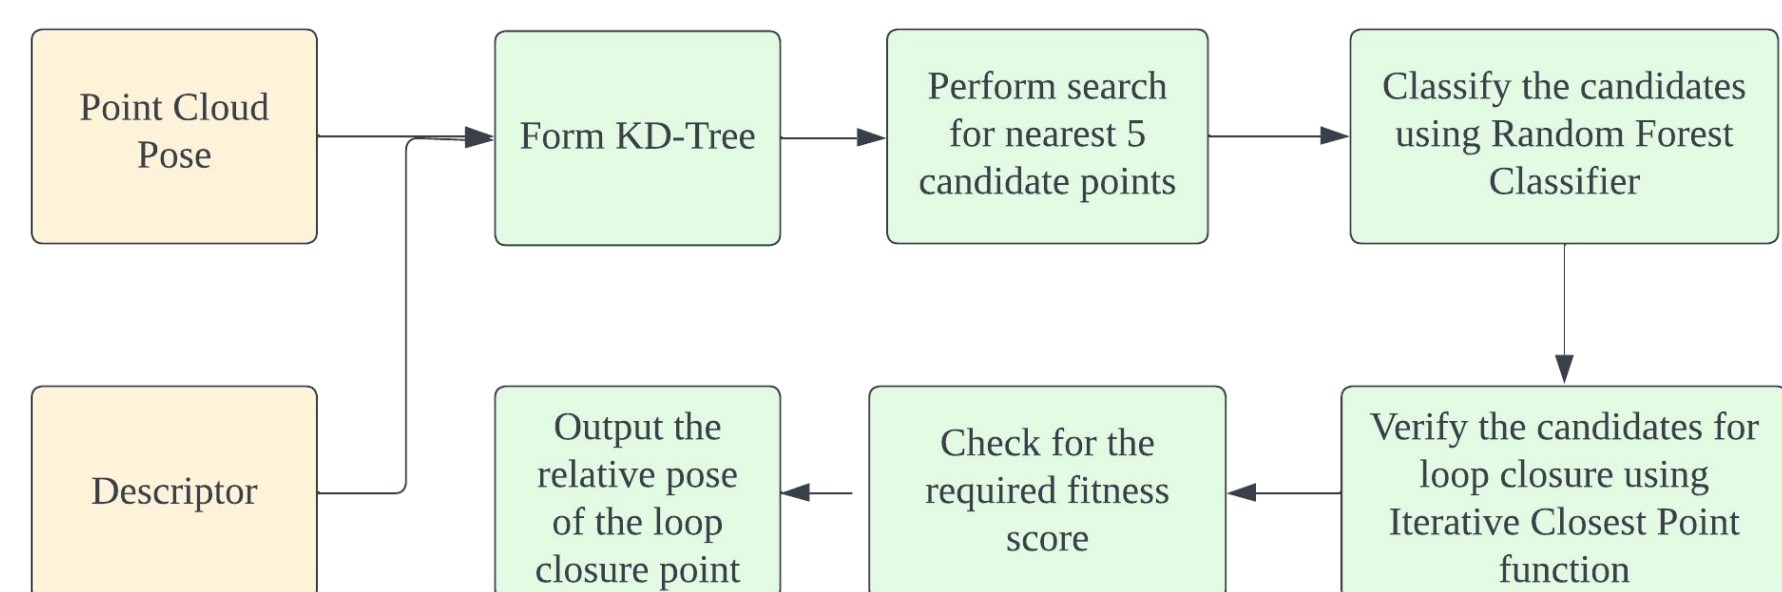 Point Cloud
Pose
Form KD-Tree
Perform search
for nearest 5
candidate points
Classify the candidates
using Random Forest
Classifier
Descriptor
Output the
relative pose
of the loop
closure point
Check for the
required fitness
score
Verify the candidates for
loop closure using
Iterative Closest Point
function